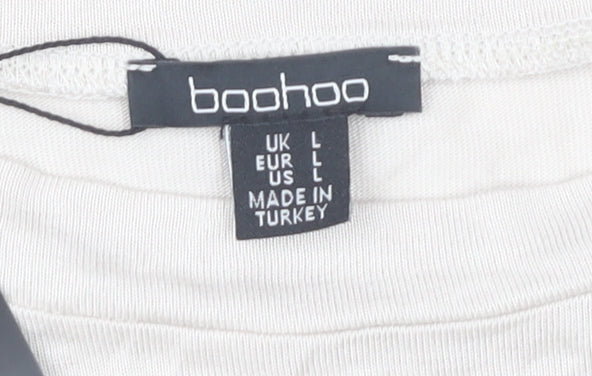 boohoo
UK L
EUR L
US L
MADE IN
TURKEY